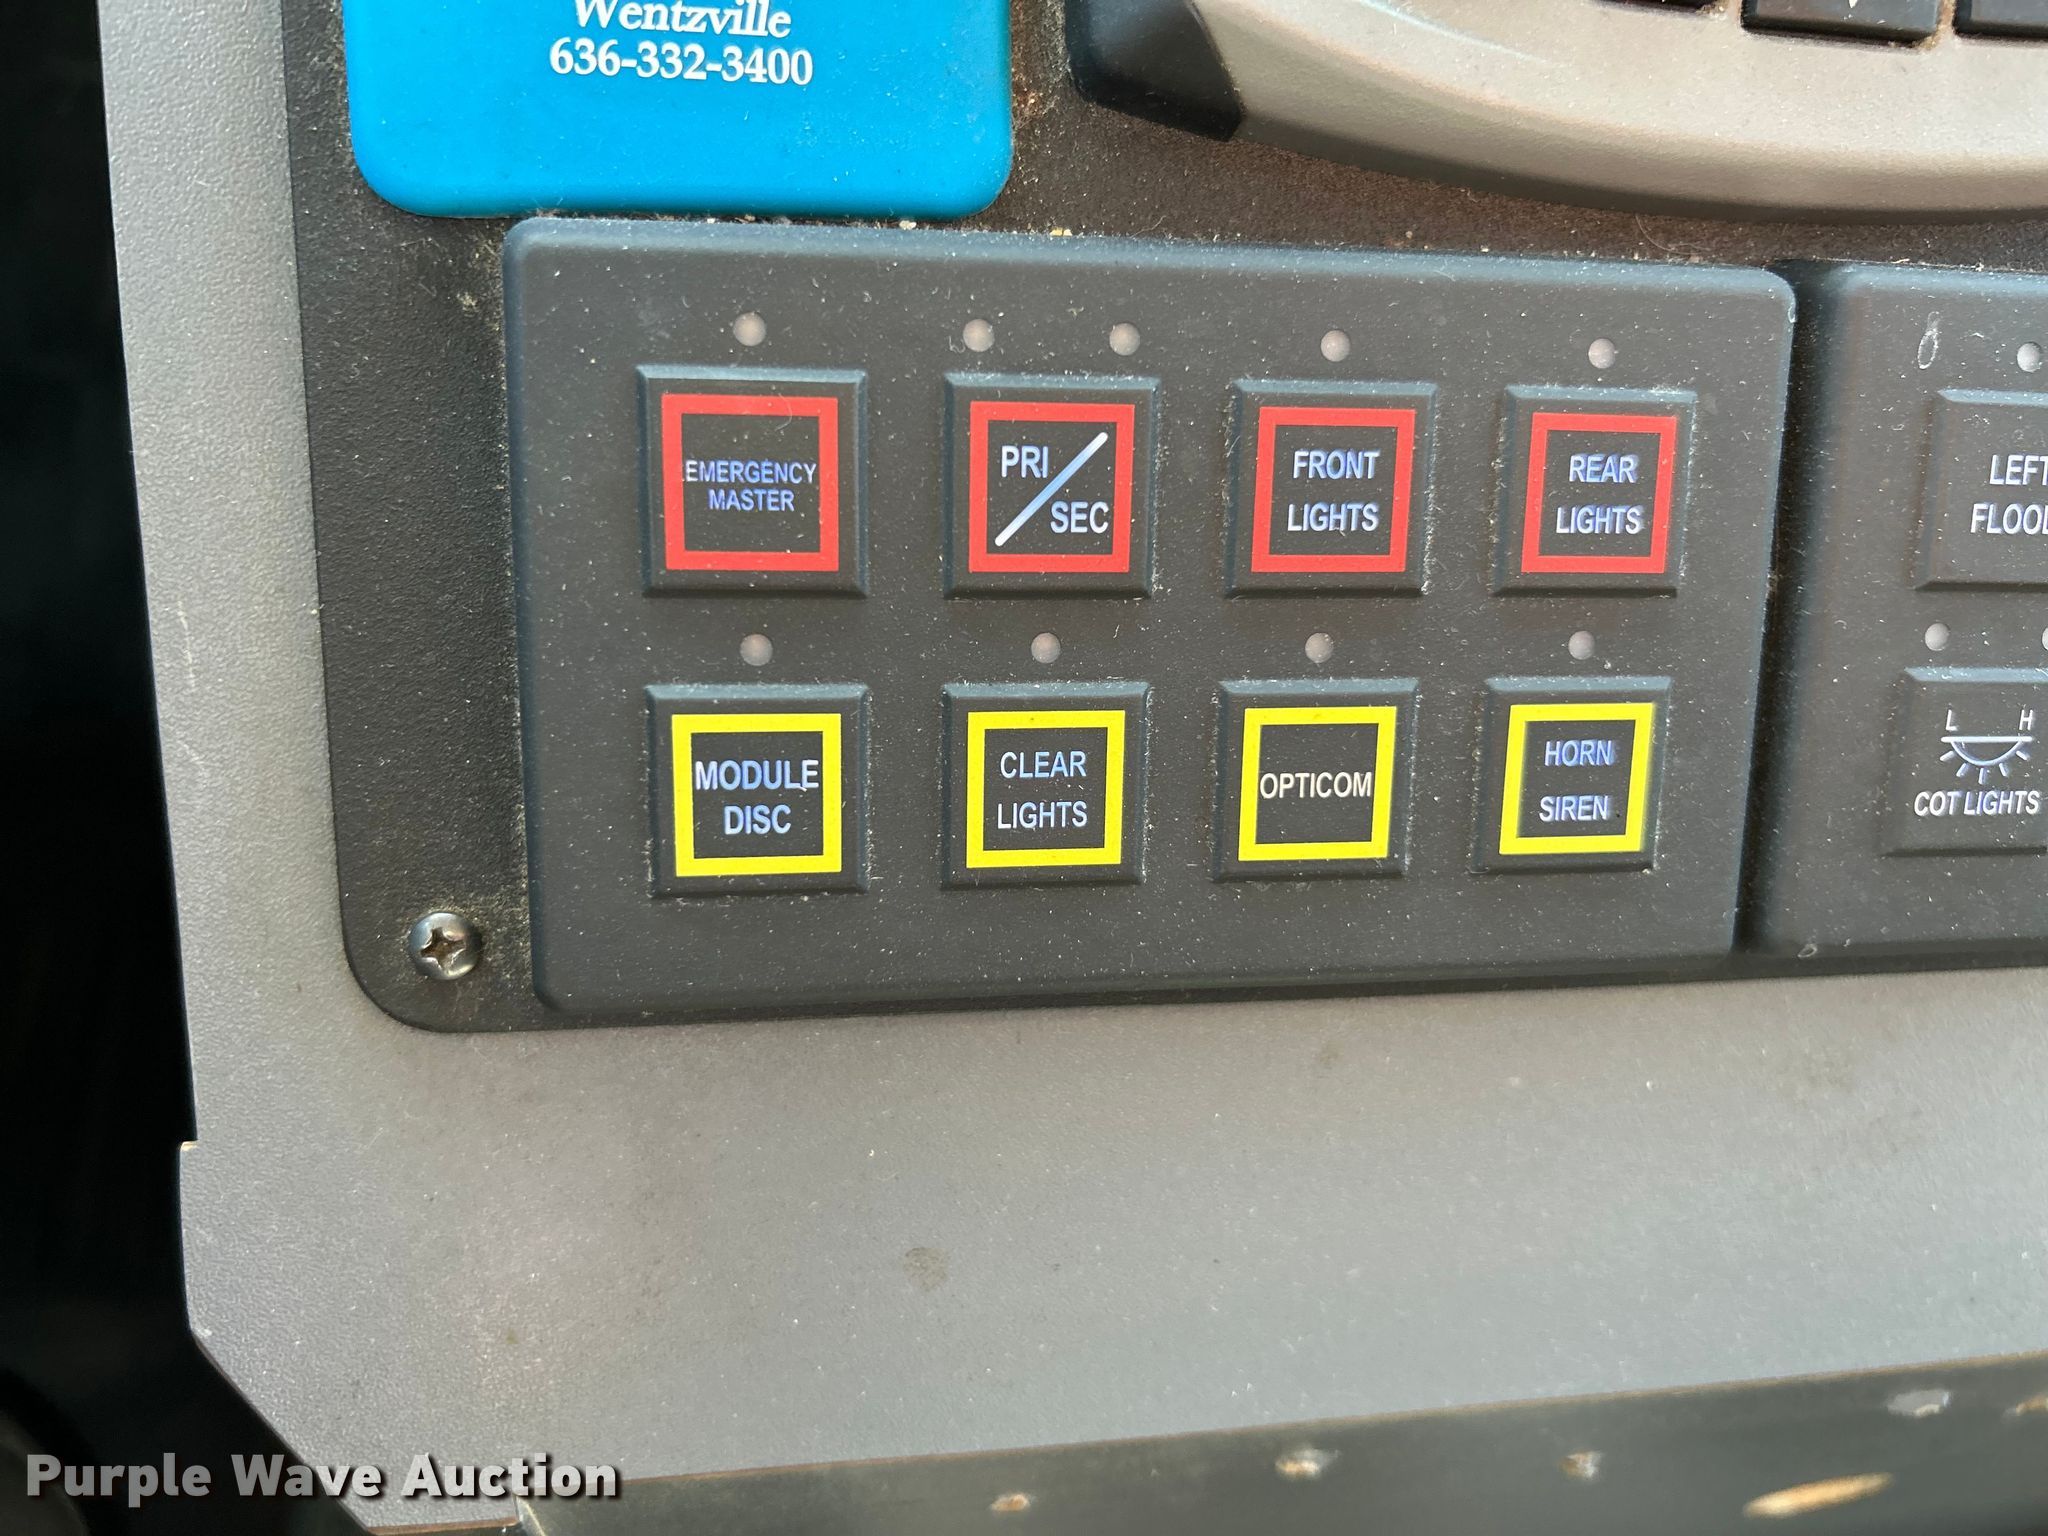 Wentzville
636-332-3400
EMERGENCY
MASTER
PRI
SEC
FRONT
LIGHTS
REAR
LIGHTS
LEFT
MODULE
DISC
CLEAR
LIGHTS
OPTICOM
HORN
SIREN
L H
COT LIGHTS
Purple Wave Auction